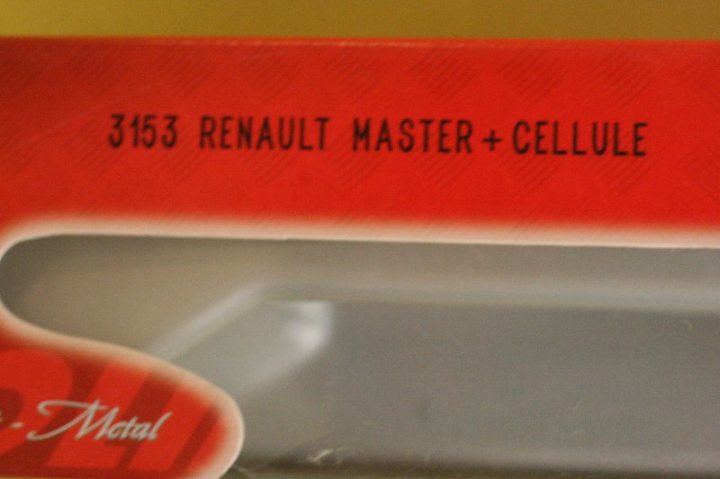 3153 RENAULT MASTER + CELLULE
- Metal